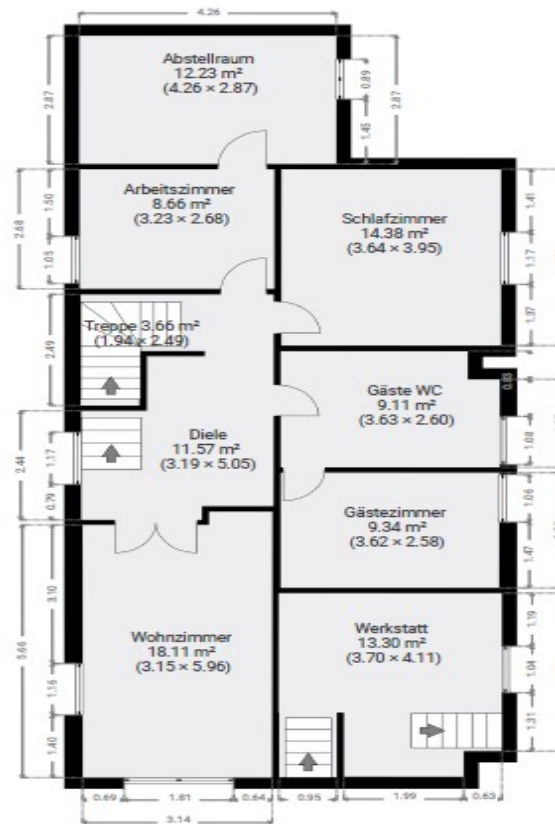 4.26
Abstellraum
12.23 m²
(4.26 × 2.87)
2.87
0.89
1.45
2.87
Arbeitszimmer
8.66 m²
(3.23 × 2.68)
1.50
2.68
1.05
Schlafzimmer
14.38 m²
(3.64 × 3.95)
1.41
1.17
1.37
Treppe 3.66 m²
(1.94 × 2.49)
2.49
Gäste WC
9.11 m²
(3.63 × 2.60)
0.83
1.08
Diele
11.57 m²
(3.19 × 5.05)
2.44
1.17
0.79
Gästezimmer
9.34 m²
(3.62 × 2.58)
1.06
1.47
Wohnzimmer
18.11 m²
(3.15 × 5.96)
3.10
5.66
1.16
1.40
Werkstatt
13.30 m²
(3.70 × 4.11)
1.19
1.04
1.31
0.69
1.81
0.64
0.95
1.99
0.63
3.14